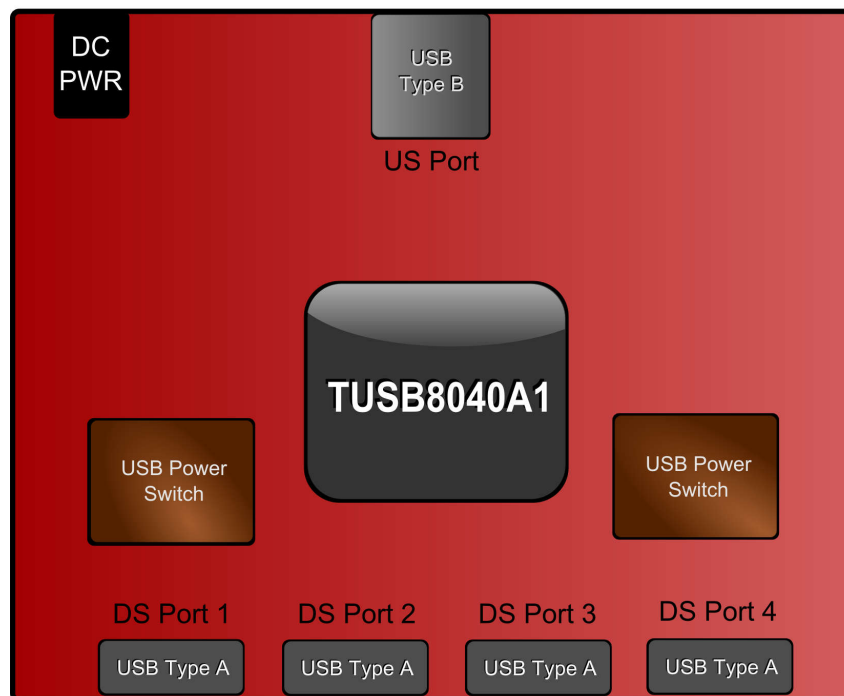 DC
PWR
USB
Type B
US Port
TUSB8040A1
USB Power
Switch
USB Power
Switch
DS Port 1
DS Port 2
DS Port 3
DS Port 4
USB Type A
USB Type A
USB Type A
USB Type A